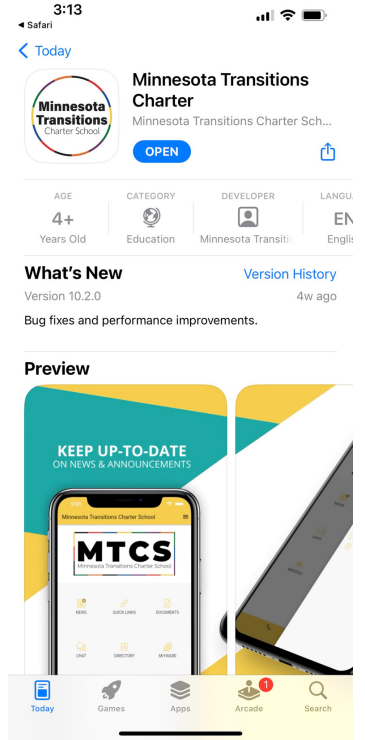 3:13
◄ Safari
Today
Minnesota
Transitions
Charter School
Minnesota Transitions
Charter
Minnesota Transitions Charter Sch...
OPEN
AGE
CATEGORY
DEVELOPER
LANGU
4+
EN
Years Old
Education
Minnesota Transiti
Englis
What's New
Version History
Version 10.2.0
4w ago
Bug fixes and performance improvements.
Preview
KEEP UP-TO-DATE
ON NEWS & ANNOUNCEMENTS
Minnesota Transitions Charter School
MTCS
Minnesota Transitions Charter School
NEWS
QUICK LINKS
DOCUMENTS
CHAT
DIRECTORY
SKYWARD
1
Today
Games
Apps
Arcade
Search